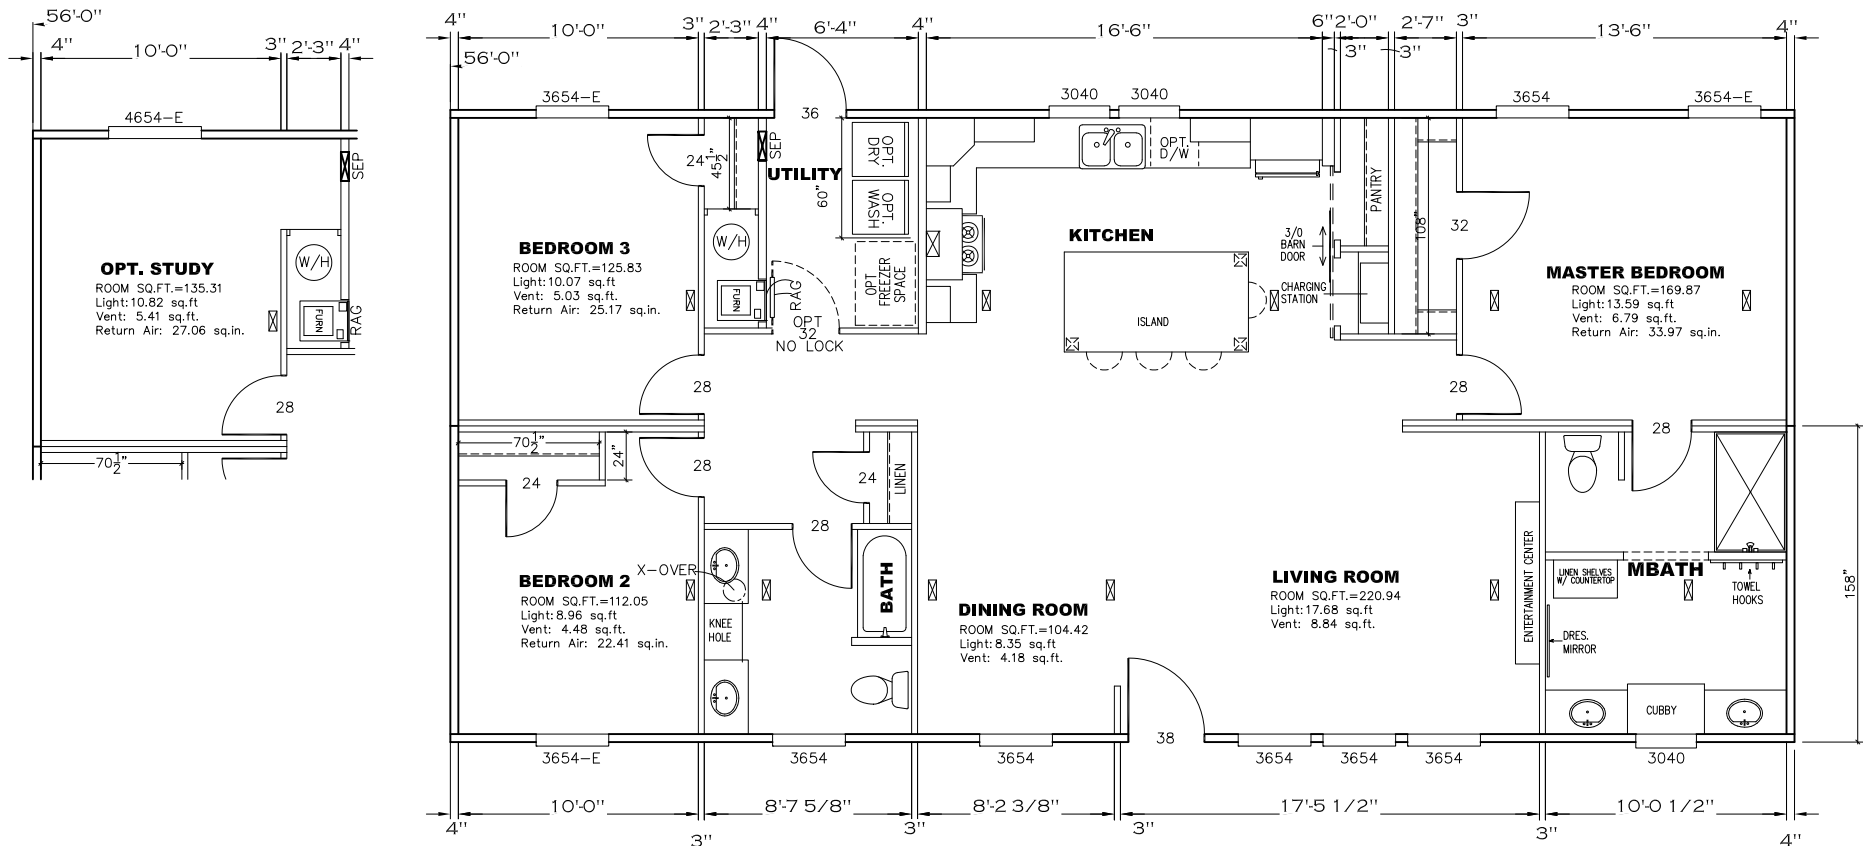 56'-0"
4"
10'-0"
3"
2'-3"
4"
4654-E
SEP
W/H
OPT. STUDY
ROOM SQ.FT.=135.31
Light:10.82 sq.ft
Vent: 5.41 sq.ft.
Return Air: 27.06 sq.in.
FURN
RAG
28
70 1/2"
4"
10'-0"
3"
2'-3"
4"
6'-4"
4"
16'-6"
6"
2'-0"
2'-7"
3"
13'-6"
4"
3"
3"
56'-0"
3654-E
3040
3040
3654
3654-E
36
24
45 1/2"
SEP
UTILITY
60"
OPT.
DRY
OPT.
WASH
OPT.
D/W
PANTRY
108"
32
W/H
BEDROOM 3
ROOM SQ.FT.=125.83
Light:10.07 sq.ft
Vent: 5.03 sq.ft.
Return Air: 25.17 sq.in.
FURN
RAG
OPT
32
NO LOCK
OPT
FREEZER
SPACE
KITCHEN
3/0
BARN
DOOR
CHARGING
STATION
ISLAND
MASTER BEDROOM
ROOM SQ.FT.=169.87
Light:13.59 sq.ft
Vent: 6.79 sq.ft.
Return Air: 33.97 sq.in.
28
28
28
70 1/2"
24"
24
28
24
LINEN
28
BEDROOM 2
ROOM SQ.FT.=112.05
Light:8.96 sq.ft
Vent: 4.48 sq.ft.
Return Air: 22.41 sq.in.
X-OVER
KNEE
HOLE
BATH
DINING ROOM
ROOM SQ.FT.=104.42
Light:8.35 sq.ft
Vent: 4.18 sq.ft.
LIVING ROOM
ROOM SQ.FT.=220.94
Light:17.68 sq.ft
Vent: 8.84 sq.ft.
ENTERTAINMENT CENTER
LINEN SHELVES
W/ COUNTERTOP
MBATH
TOWEL
HOOKS
DRES.
MIRROR
CUBBY
158"
38
3654-E
3654
3654
3654
3654
3654
3040
4"
10'-0"
3"
8'-7 5/8"
3"
8'-2 3/8"
3"
17'-5 1/2"
3"
10'-0 1/2"
4"